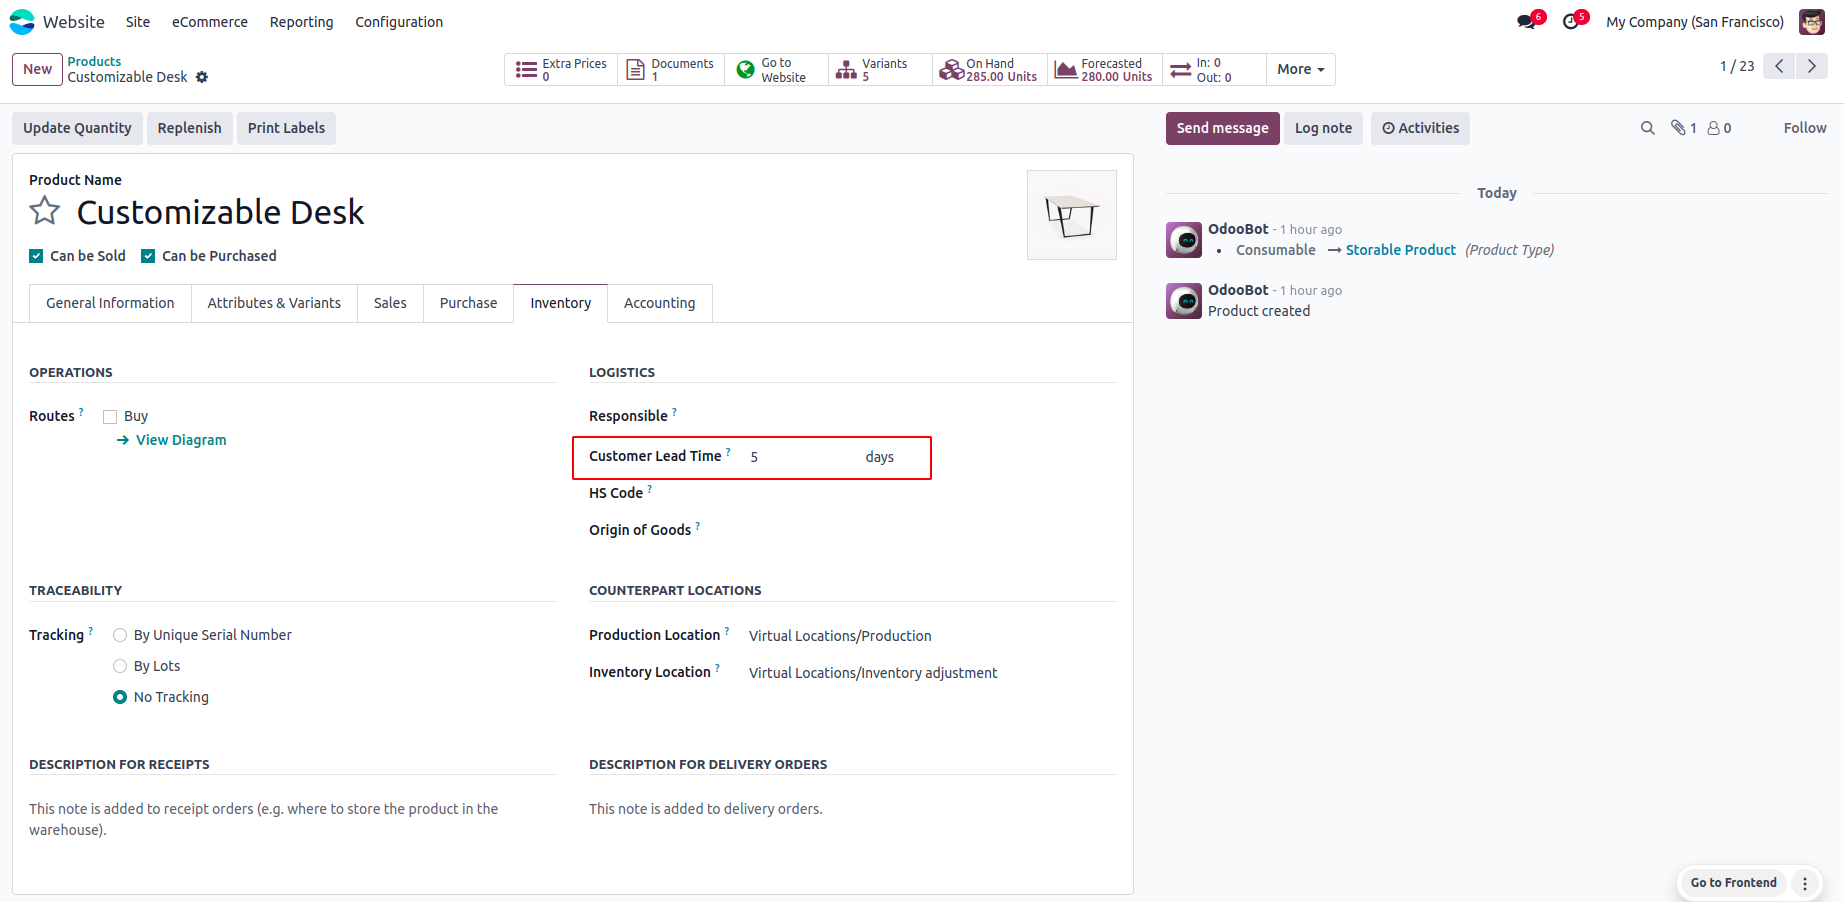 Website Site eCommerce Reporting Configuration 6 5 My Company (San Francisco)
New Products
Customizable Desk
Extra Prices
0
Documents
1
Go to
Website
Variants
5
On Hand
285.00 Units
Forecasted
280.00 Units
In: 0
Out: 0
More
1 / 23
Update Quantity Replenish Print Labels
Send message Log note Activities 1 0 Follow
Product Name
Customizable Desk
Can be Sold Can be Purchased
General Information Attributes & Variants Sales Purchase Inventory Accounting
OPERATIONS
Routes ? Buy
View Diagram
LOGISTICS
Responsible ?
Customer Lead Time ? 5 days
HS Code ?
Origin of Goods ?
TRACEABILITY
Tracking ? By Unique Serial Number
By Lots
No Tracking
COUNTERPART LOCATIONS
Production Location ? Virtual Locations/Production
Inventory Location ? Virtual Locations/Inventory adjustment
DESCRIPTION FOR RECEIPTS
This note is added to receipt orders (e.g. where to store the product in the
warehouse).
DESCRIPTION FOR DELIVERY ORDERS
This note is added to delivery orders.
Today
OdooBot - 1 hour ago
• Consumable → Storable Product (Product Type)
OdooBot - 1 hour ago
Product created
Go to Frontend